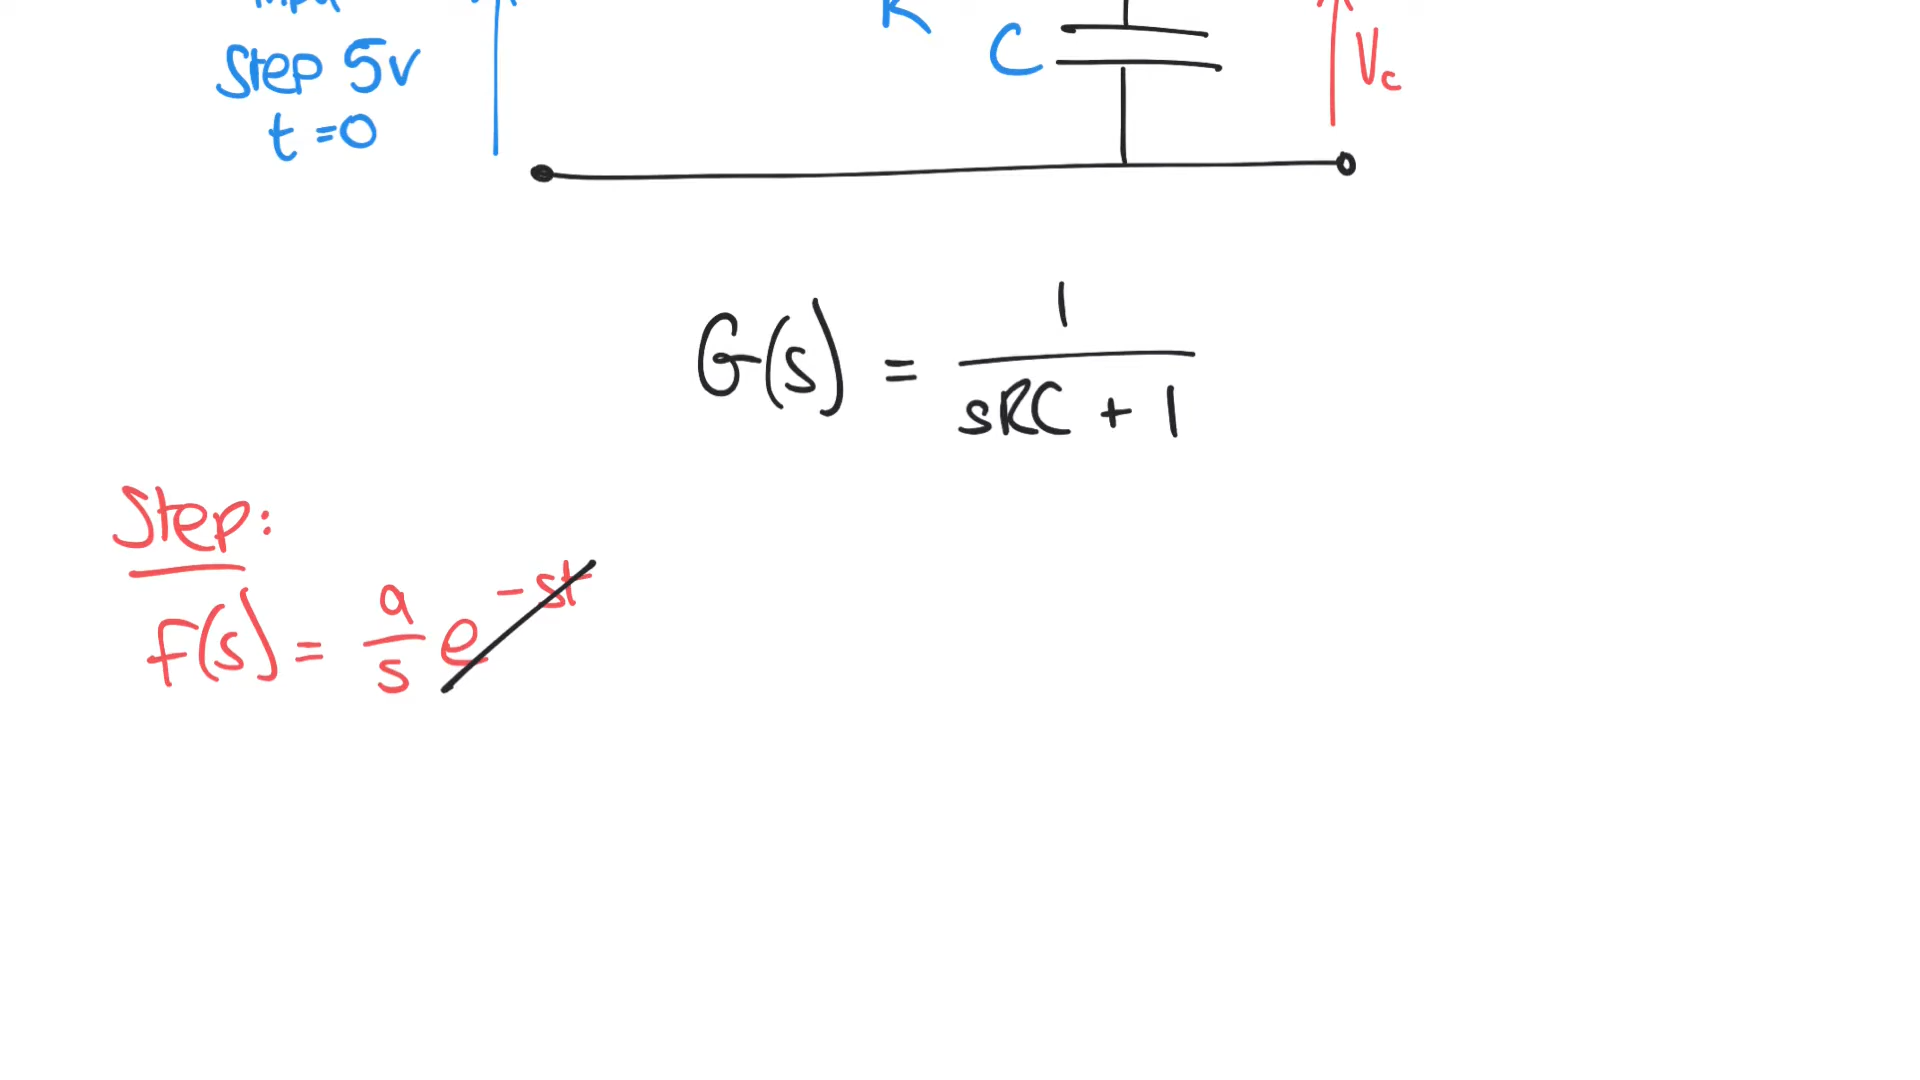 Step 5v
t=0
R
C
Vc
G(s) = 1 / (sRC + 1)
Step:
F(s) = a/s e^-st